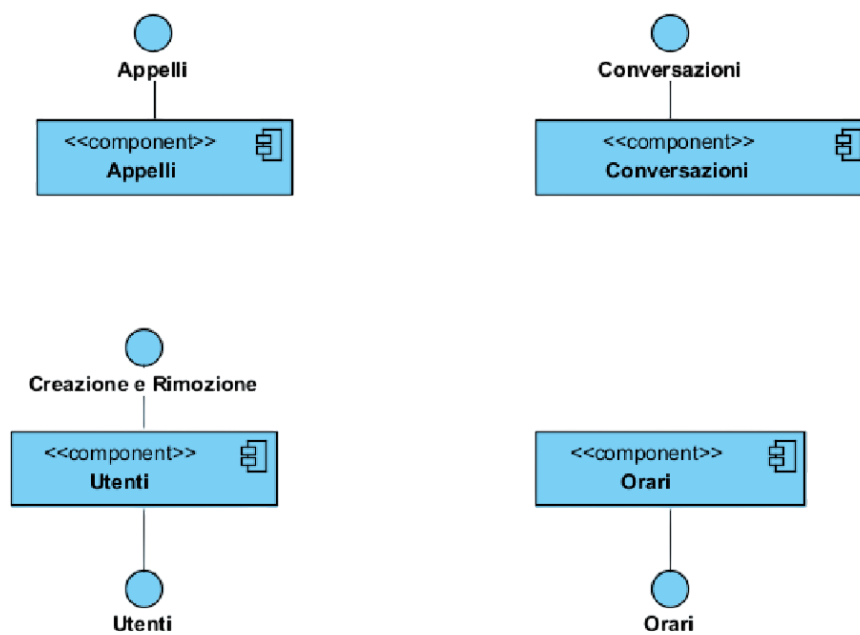 Appelli
<<component>>
Appelli
Conversazioni
<<component>>
Conversazioni
Creazione e Rimozione
<<component>>
Utenti
Utenti
<<component>>
Orari
Orari